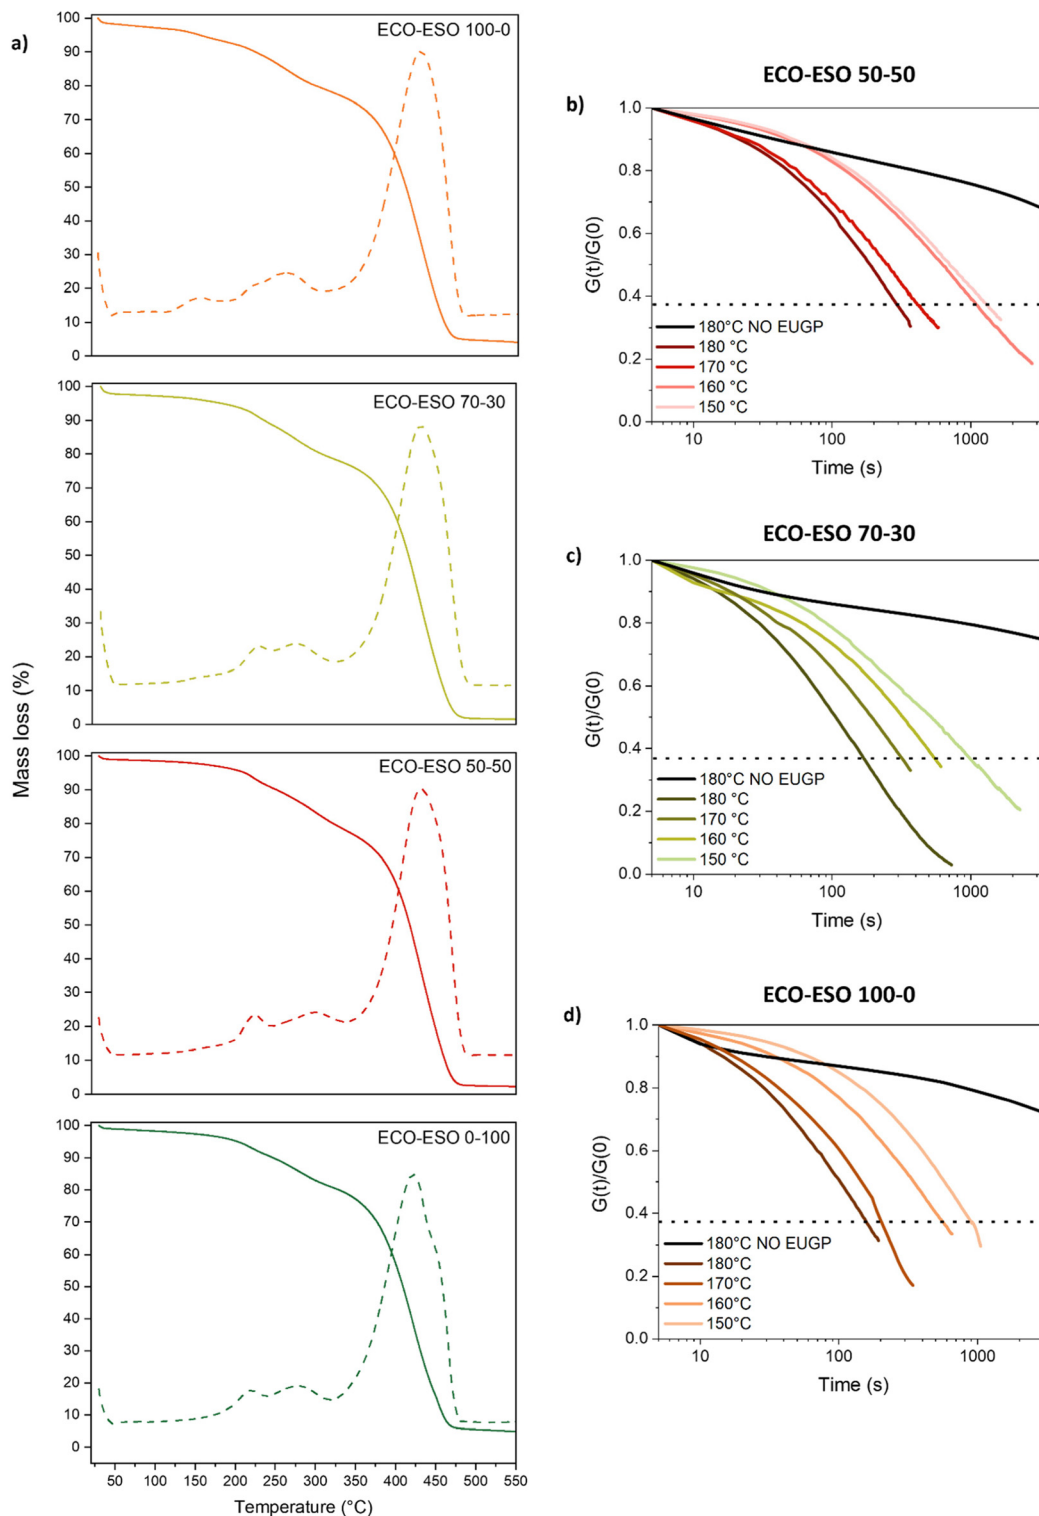 a)
Mass loss (%)
ECO-ESO 100-0
100
90
80
70
60
50
40
30
20
10
0
ECO-ESO 70-30
100
90
80
70
60
50
40
30
20
10
0
ECO-ESO 50-50
100
90
80
70
60
50
40
30
20
10
0
ECO-ESO 0-100
100
90
80
70
60
50
40
30
20
10
0
50 100 150 200 250 300 350 400 450 500 550
Temperature (°C)
b)
ECO-ESO 50-50
G(t)/G(0)
1.0
0.8
0.6
0.4
0.2
0.0
180°C NO EUGP
180 °C
170 °C
160 °C
150 °C
10 100 1000
Time (s)
c)
ECO-ESO 70-30
G(t)/G(0)
1.0
0.8
0.6
0.4
0.2
0.0
180°C NO EUGP
180 °C
170 °C
160 °C
150 °C
10 100 1000
Time (s)
d)
ECO-ESO 100-0
G(t)/G(0)
1.0
0.8
0.6
0.4
0.2
0.0
180°C NO EUGP
180°C
170°C
160°C
150°C
10 100 1000
Time (s)